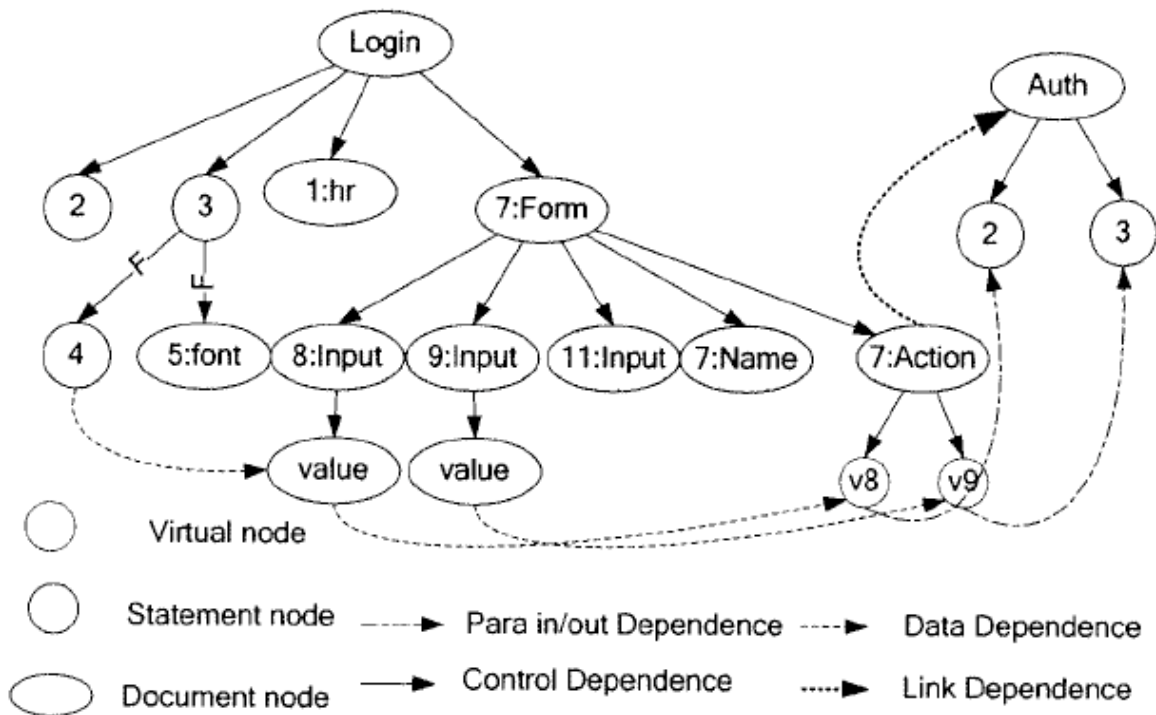 Login
Auth
2
3
1:hr
7:Form
2
3
F
F
4
5:font
8:Input
9:Input
11:Input
7:Name
7:Action
value
value
v8
v9
Virtual node
Statement node
Para in/out Dependence
Data Dependence
Document node
Control Dependence
Link Dependence